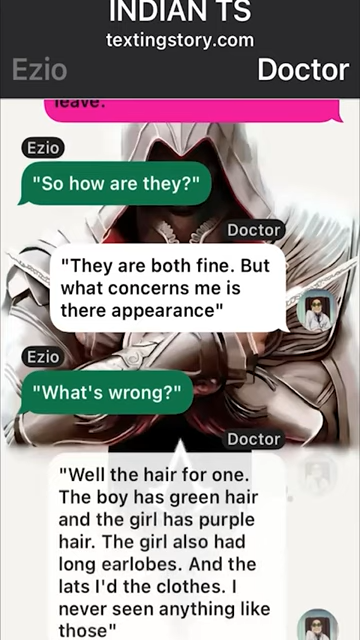 INDIAN TS
textingstory.com
Ezio
Doctor
leave.
Ezio
"So how are they?"
Doctor
"They are both fine. But
what concerns me is
there appearance"
Ezio
"What's wrong?"
Doctor
"Well the hair for one.
The boy has green hair
and the girl has purple
hair. The girl also had
long earlobes. And the
lats I'd the clothes. I
never seen anything like
those"